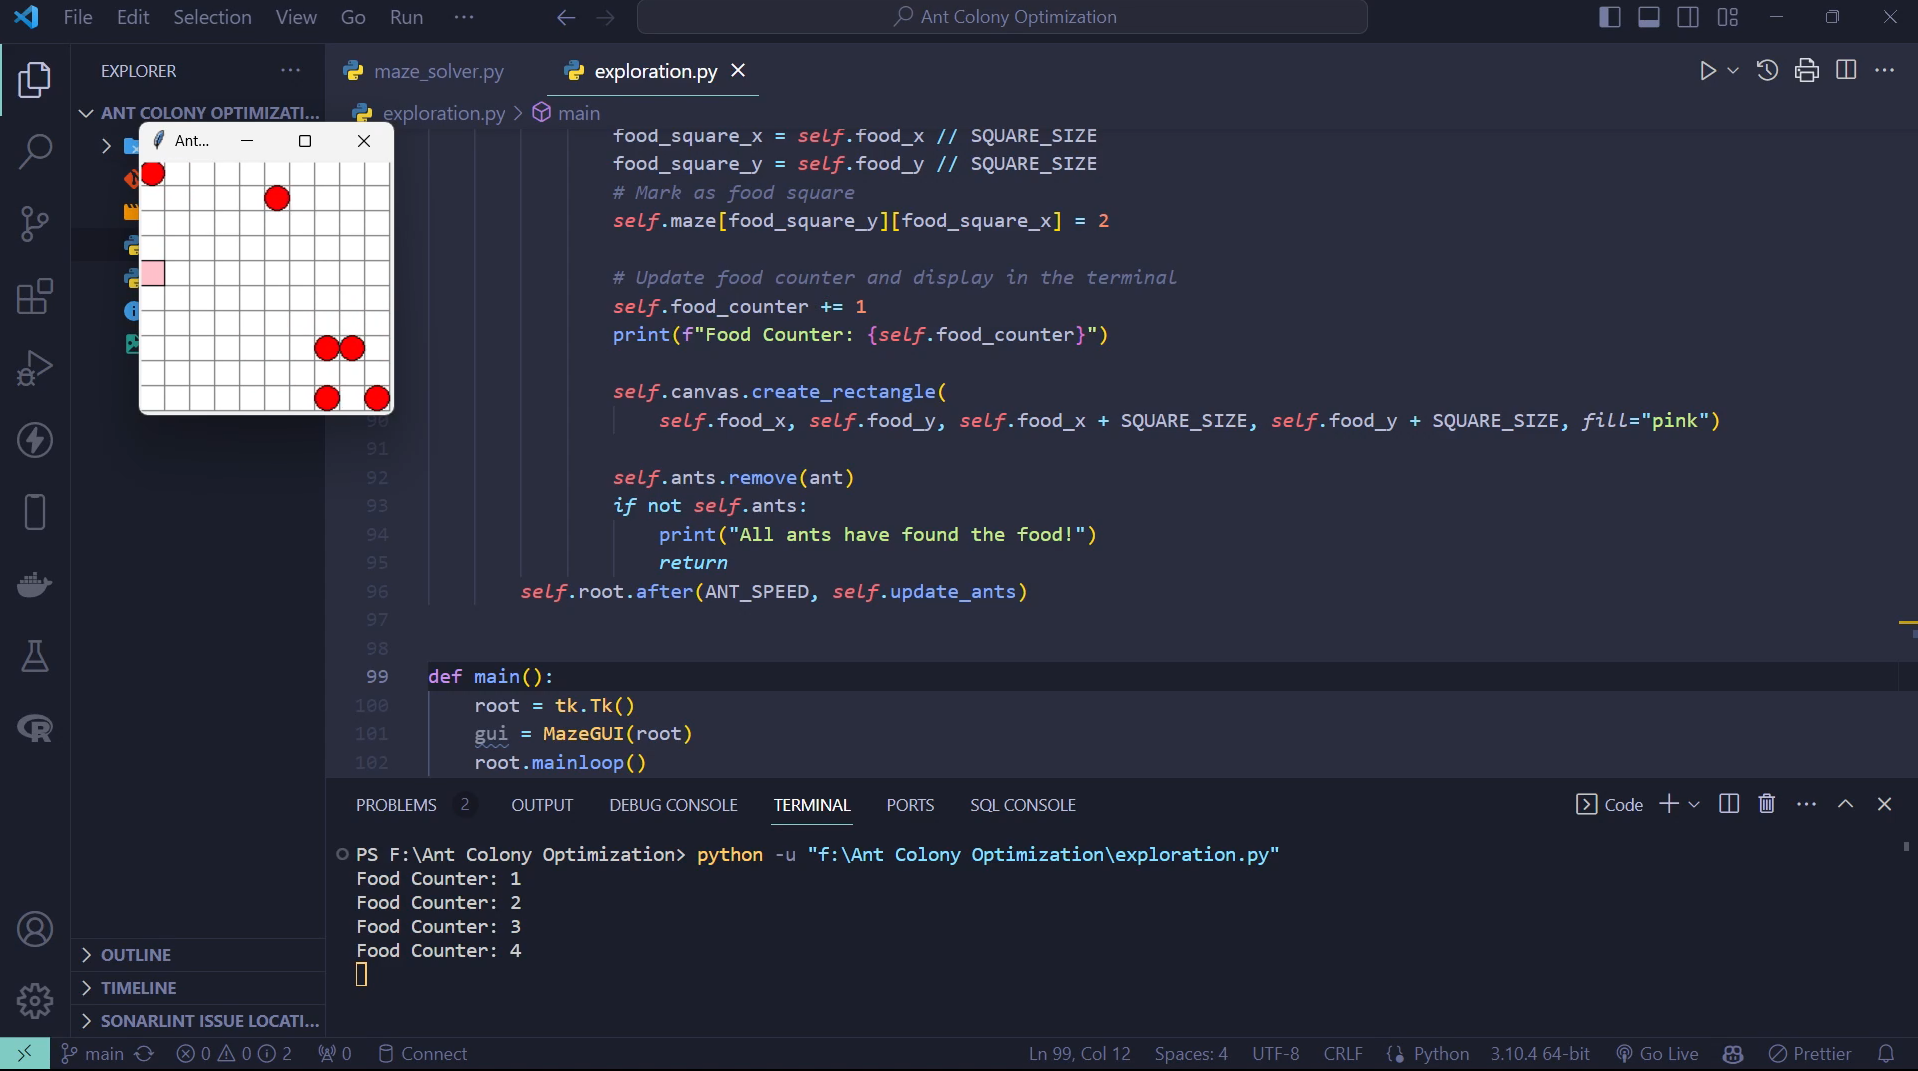 File Edit Selection View Go Run ···
Ant Colony Optimization
EXPLORER ···
maze_solver.py exploration.py
ANT COLONY OPTIMIZATI...
exploration.py > main
Ant...
food_square_x = self.food_x // SQUARE_SIZE
food_square_y = self.food_y // SQUARE_SIZE
# Mark as food square
self.maze[food_square_y][food_square_x] = 2
# Update food counter and display in the terminal
self.food_counter += 1
print(f"Food Counter: {self.food_counter}")
self.canvas.create_rectangle(
90 self.food_x, self.food_y, self.food_x + SQUARE_SIZE, self.food_y + SQUARE_SIZE, fill="pink")
91
92 self.ants.remove(ant)
93 if not self.ants:
94 print("All ants have found the food!")
95 return
96 self.root.after(ANT_SPEED, self.update_ants)
97
98
99 def main():
100 root = tk.Tk()
101 gui = MazeGUI(root)
102 root.mainloop()
PROBLEMS 2 OUTPUT DEBUG CONSOLE TERMINAL PORTS SQL CONSOLE
Code
PS F:\Ant Colony Optimization> python -u "f:\Ant Colony Optimization\exploration.py"
Food Counter: 1
Food Counter: 2
Food Counter: 3
Food Counter: 4
OUTLINE
TIMELINE
SONARLINT ISSUE LOCATI...
main 0 0 2 0 Connect
Ln 99, Col 12 Spaces: 4 UTF-8 CRLF Python 3.10.4 64-bit Go Live Prettier